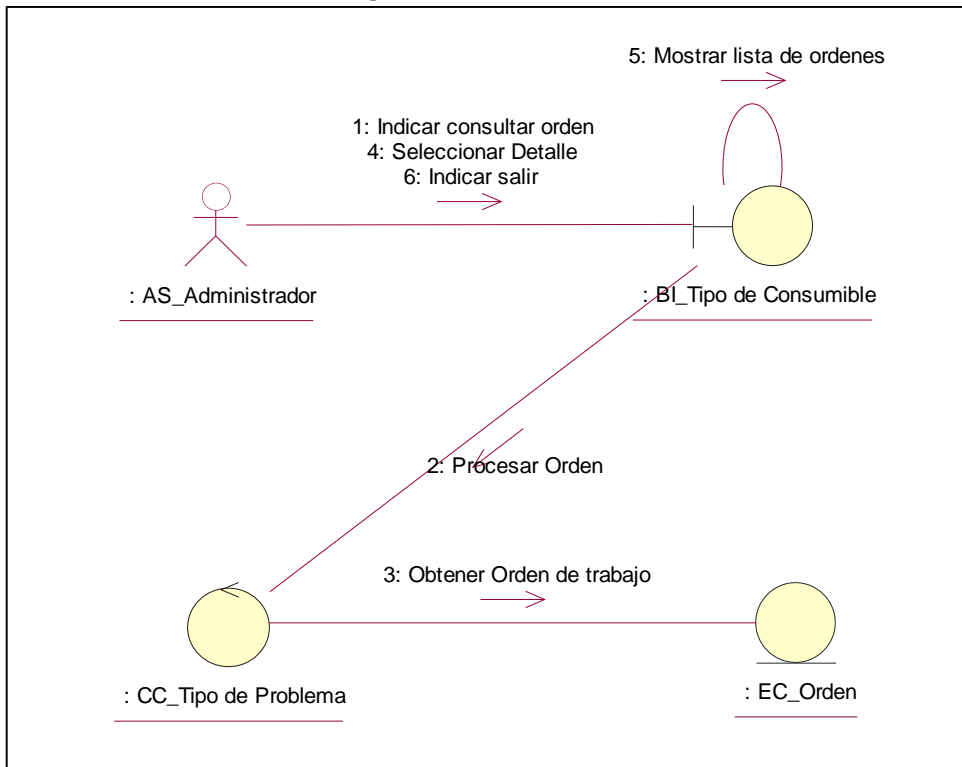 5: Mostrar lista de ordenes
1: Indicar consultar orden
4: Seleccionar Detalle
6: Indicar salir
: AS_Administrador
: BI_Tipo de Consumible
2: Procesar Orden
3: Obtener Orden de trabajo
: CC_Tipo de Problema
: EC_Orden